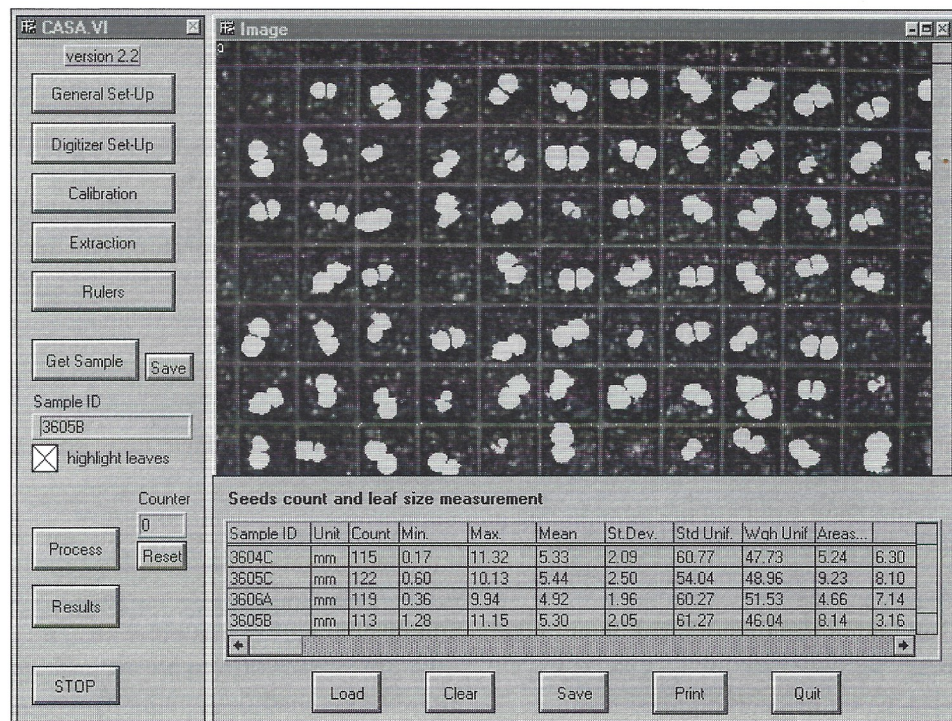 CASA.VI
version 2.2
General Set-Up
Digitizer Set-Up
Calibration
Extraction
Rulers
Get Sample
Save
Sample ID
3605B
highlight leaves
Counter
0
Process
Reset
Results
STOP
Image
0
Seeds count and leaf size measurement
Sample ID Unit Count Min. Max. Mean St.Dev. Std Unif. Wgh Unif Areas...
3604C mm 115 0.17 11.32 5.33 2.09 60.77 47.73 5.24 6.30
3605C mm 122 0.60 10.13 5.44 2.50 54.04 48.96 9.23 8.10
3606A mm 119 0.36 9.94 4.92 1.96 60.27 51.53 4.66 7.14
3605B mm 113 1.28 11.15 5.30 2.05 61.27 46.04 8.14 3.16
Load Clear Save Print Quit